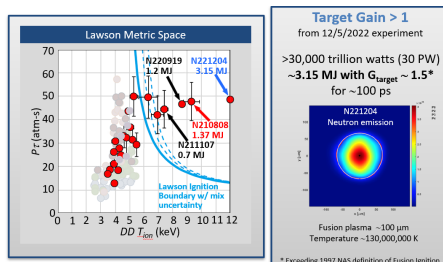 Lawson Metric Space
70
60
50
40
30
20
10
0
Pτ (atm-s)
N220919
1.2 MJ
N221204
3.15 MJ
N210808
1.37 MJ
N211107
0.7 MJ
Lawson Ignition
Boundary w/ mix
uncertainty
0 1 2 3 4 5 6 7 8 9 10 11 12
DD Tion (keV)
Target Gain > 1
from 12/5/2022 experiment
>30,000 trillion watts (30 PW)
~3.15 MJ with Gtarget ~ 1.5*
for ~100 ps
N221204
Neutron emission
Fusion plasma ~100 μm
Temperature ~130,000,000 K
* Exceeding 1997 NAS definition of Fusion Ignition